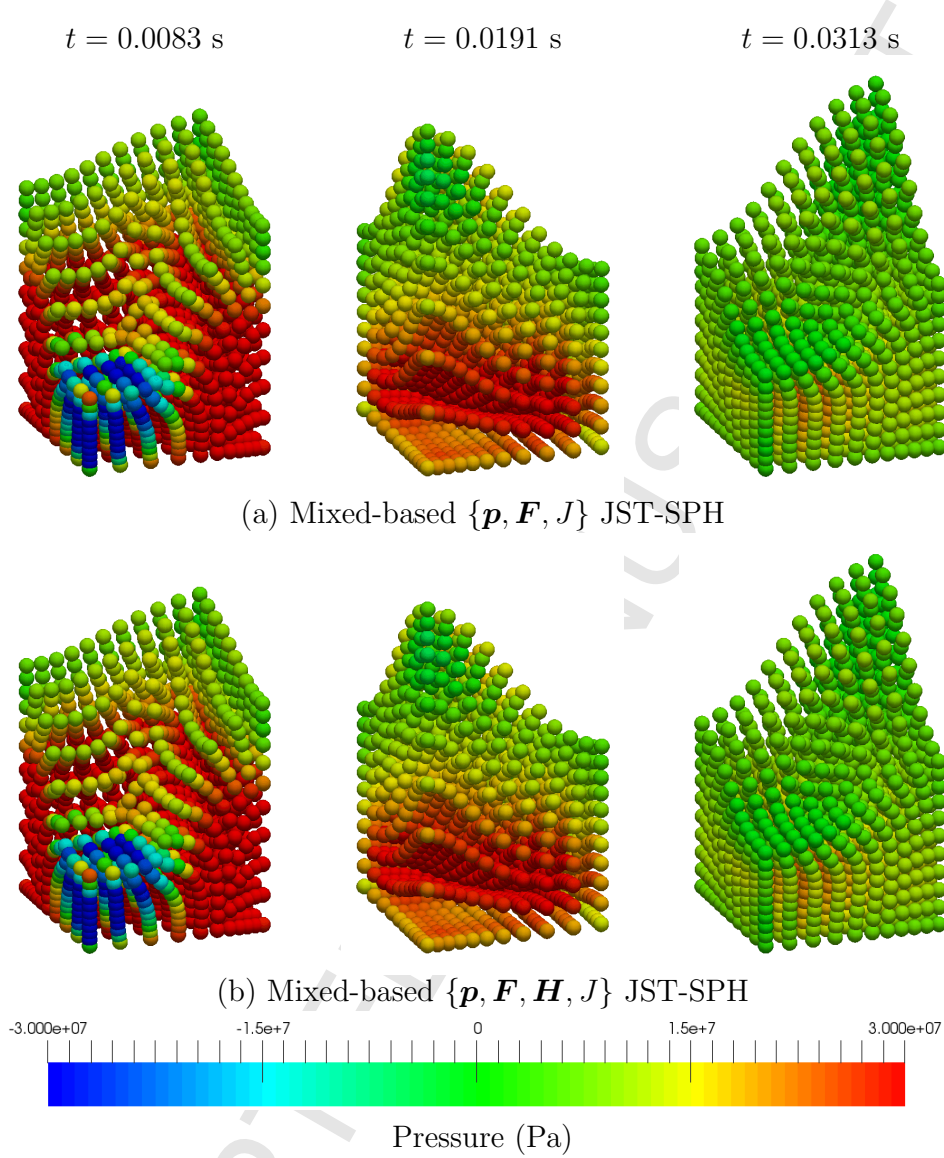 t = 0.0083 s
t = 0.0191 s
t = 0.0313 s
(a) Mixed-based {p, F, J} JST-SPH
(b) Mixed-based {p, F, H, J} JST-SPH
-3.000e+07 -1.5e+7 0 1.5e+7 3.000e+07
Pressure (Pa)